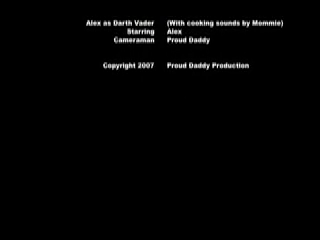 Alex as Darth Vader (With cooking sounds by Mommie)
Starring Alex
Cameraman Proud Daddy
Copyright 2007 Proud Daddy Production